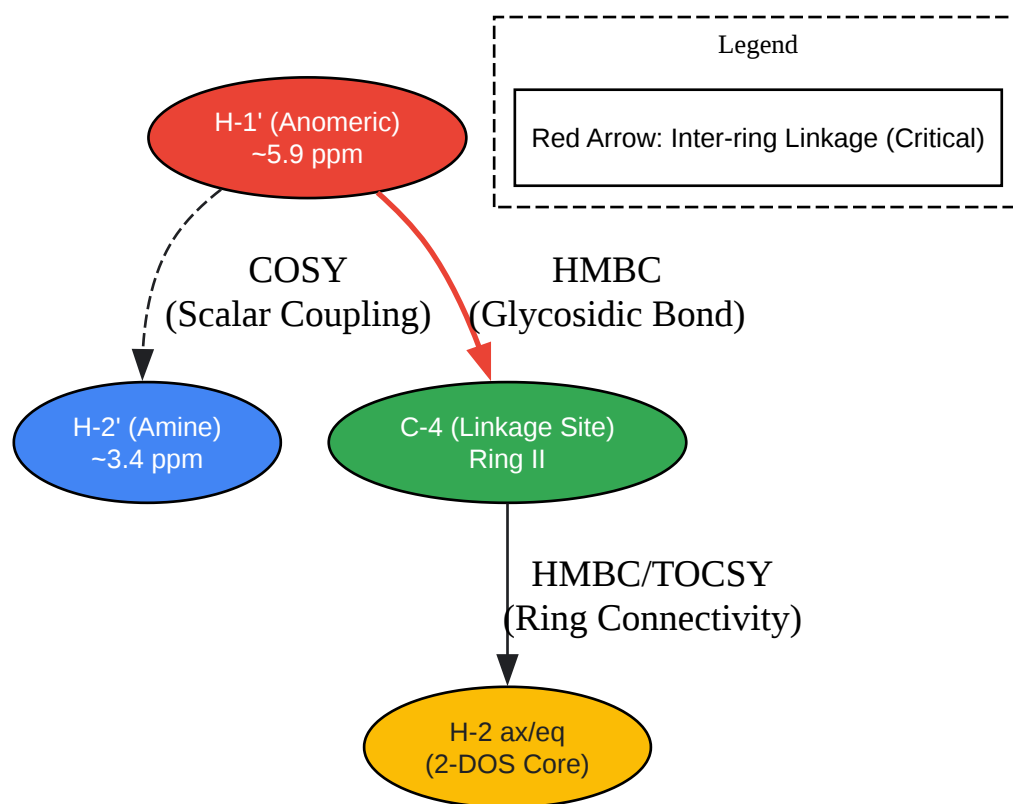 Legend
Red Arrow: Inter-ring Linkage (Critical)
H-1' (Anomeric)
~5.9 ppm
COSY
(Scalar Coupling)
HMBC
(Glycosidic Bond)
H-2' (Amine)
~3.4 ppm
C-4 (Linkage Site)
Ring II
HMBC/TOCSY
(Ring Connectivity)
H-2 ax/eq
(2-DOS Core)